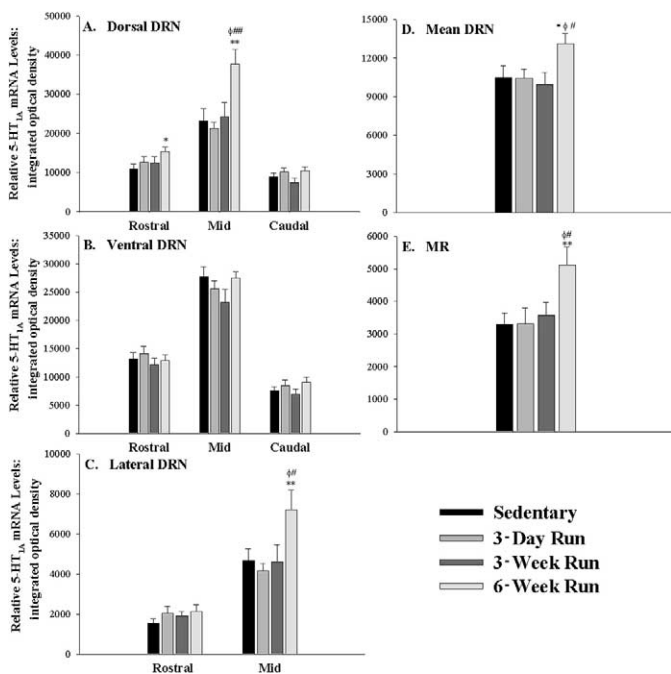 A. Dorsal DRN
Relative 5-HT1A mRNA Levels:
integrated optical density
50000
40000
30000
20000
10000
0
*
ϕ##
**
Rostral Mid Caudal
B. Ventral DRN
Relative 5-HT1A mRNA Levels:
integrated optical density
35000
30000
25000
20000
15000
10000
5000
0
Rostral Mid Caudal
C. Lateral DRN
Relative 5-HT1A mRNA Levels:
integrated optical density
10000
8000
6000
4000
2000
0
ϕ#
**
Rostral Mid
D. Mean DRN
15000
12000
9000
6000
3000
0
* ϕ #
E. MR
6000
5000
4000
3000
2000
1000
0
ϕ#
**
Sedentary
3-Day Run
3-Week Run
6-Week Run